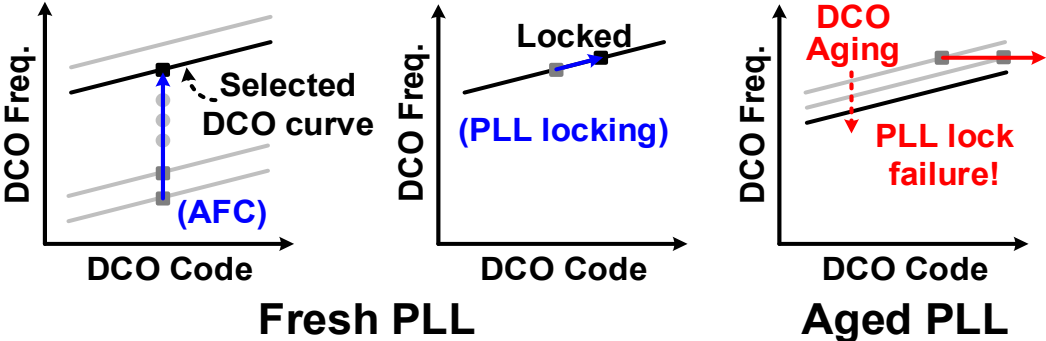 DCO Freq.
Selected
DCO curve
(AFC)
DCO Code
DCO Freq.
Locked
(PLL locking)
DCO Code
DCO Freq.
DCO
Aging
PLL lock
failure!
DCO Code
Fresh PLL
Aged PLL